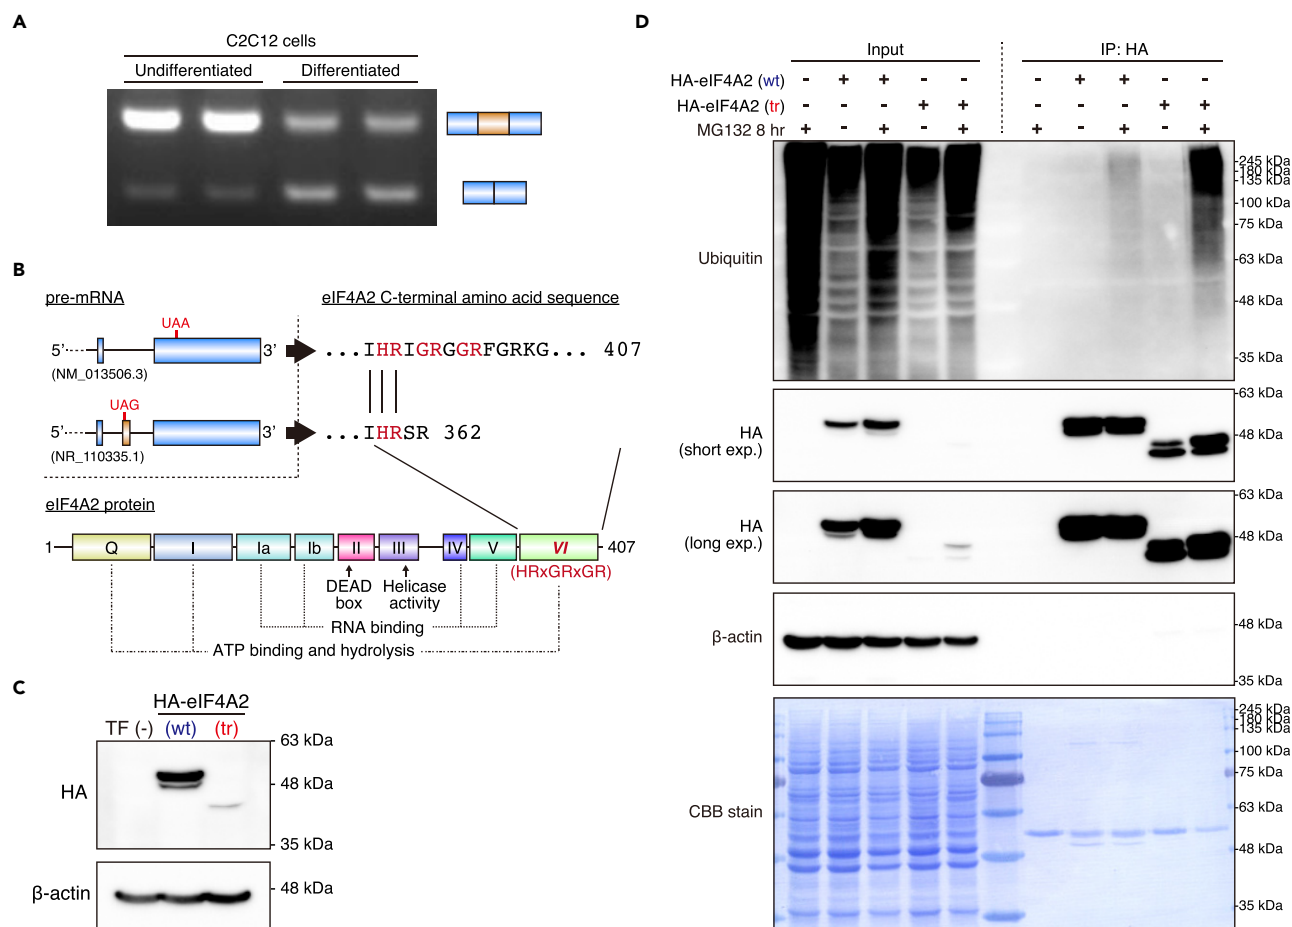 A
C2C12 cells
Undifferentiated Differentiated
B
pre-mRNA
UAA
5' 3'
(NM_013506.3)
UAG
5' 3'
(NR_110335.1)
eIF4A2 C-terminal amino acid sequence
...IHRIGRGGRFGRKG... 407
...IHRSR 362
eIF4A2 protein
1 Q I Ia Ib II III IV V VI 407
(HRxGRxGR)
DEAD box
Helicase activity
RNA binding
ATP binding and hydrolysis
C
HA-eIF4A2
TF (-) (wt) (tr)
63 kDa
HA
48 kDa
35 kDa
β-actin
48 kDa
D
Input IP: HA
HA-eIF4A2 (wt) - + + - - - + + - -
HA-eIF4A2 (tr) - - - + + - - - + +
MG132 8 hr + - + - + + - + - +
Ubiquitin
245 kDa
180 kDa
135 kDa
100 kDa
75 kDa
63 kDa
48 kDa
35 kDa
HA
(short exp.)
63 kDa
48 kDa
HA
(long exp.)
63 kDa
48 kDa
β-actin
48 kDa
35 kDa
CBB stain
245 kDa
180 kDa
135 kDa
100 kDa
75 kDa
63 kDa
48 kDa
35 kDa